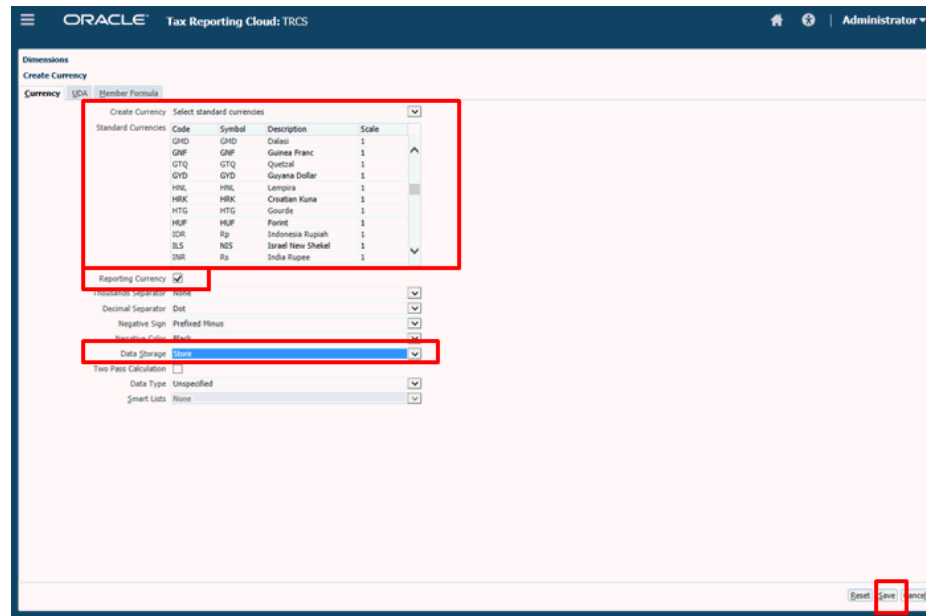 ORACLE® Tax Reporting Cloud: TRCS Administrator
Dimensions
Create Currency
Currency UDA Member Formula
Create Currency Select standard currencies
Standard Currencies Code Symbol Description Scale
GMD GMD Dalasi 1
GNF GNF Guinea Franc 1
GTQ GTQ Quetzal 1
GYD GYD Guyana Dollar 1
HNL HNL Lempira 1
HRK HRK Croatian Kuna 1
HTG HTG Gourde 1
HUF HUF Forint 1
IDR Rp Indonesia Rupiah 1
ILS NIS Israel New Shekel 1
INR Rs India Rupee 1
Reporting Currency
Thousands Separator None
Decimal Separator Dot
Negative Sign Prefixed Minus
Negative Color Black
Data Storage Store
Two Pass Calculation
Data Type Unspecified
Smart Lists None
Reset Save Cancel